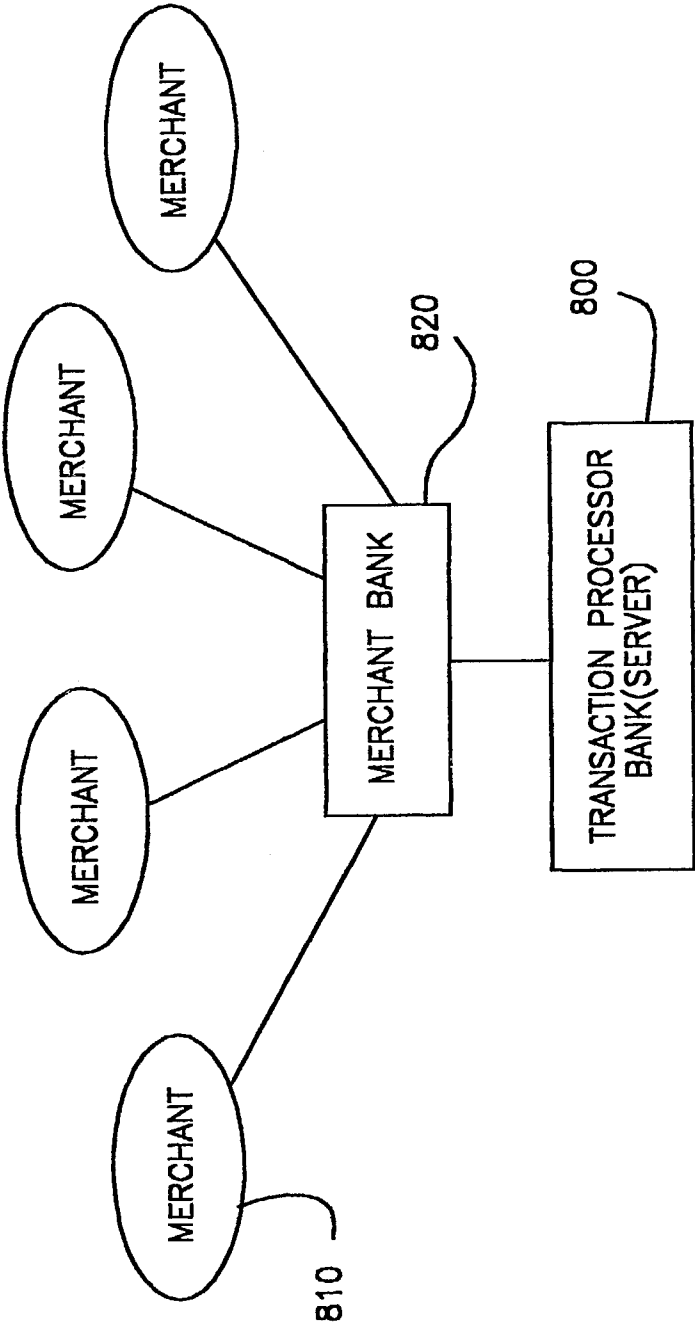 MERCHANT
MERCHANT
MERCHANT
MERCHANT
810
MERCHANT BANK
820
TRANSACTION PROCESSOR
BANK(SERVER)
800